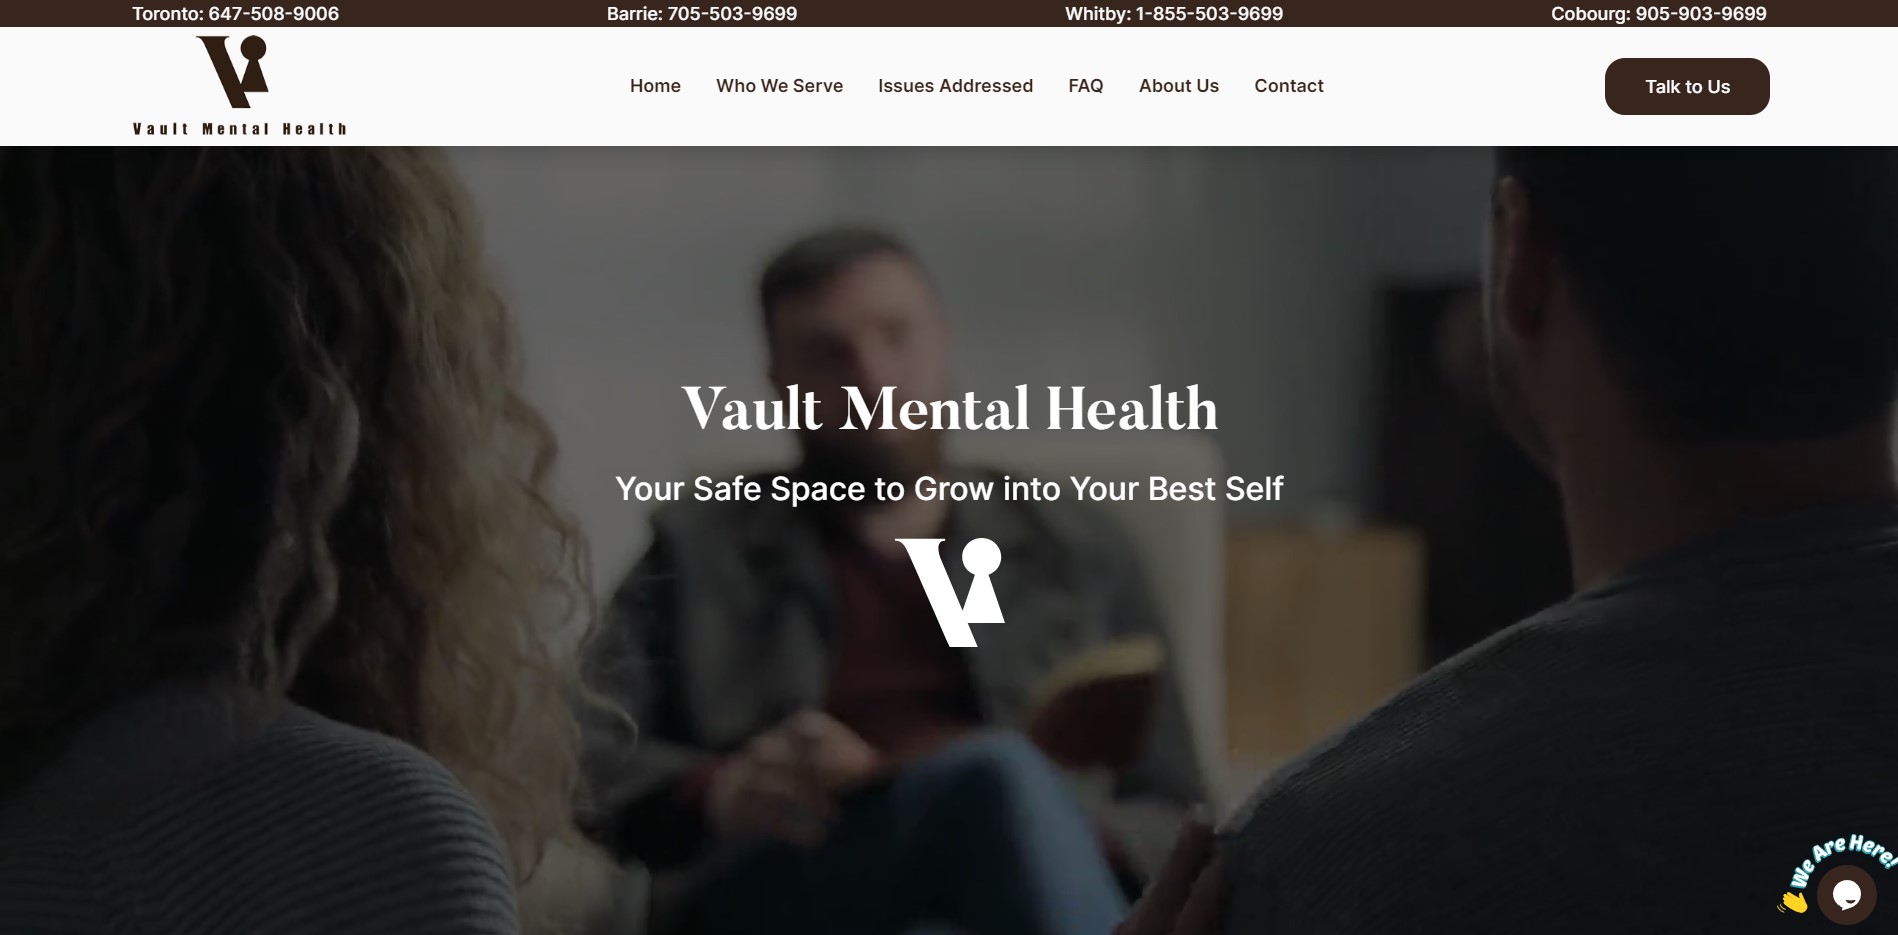 Toronto: 647-508-9006
Barrie: 705-503-9699
Whitby: 1-855-503-9699
Cobourg: 905-903-9699
Vault Mental Health
Home
Who We Serve
Issues Addressed
FAQ
About Us
Contact
Talk to Us
Vault Mental Health
Your Safe Space to Grow into Your Best Self
We Are Here!